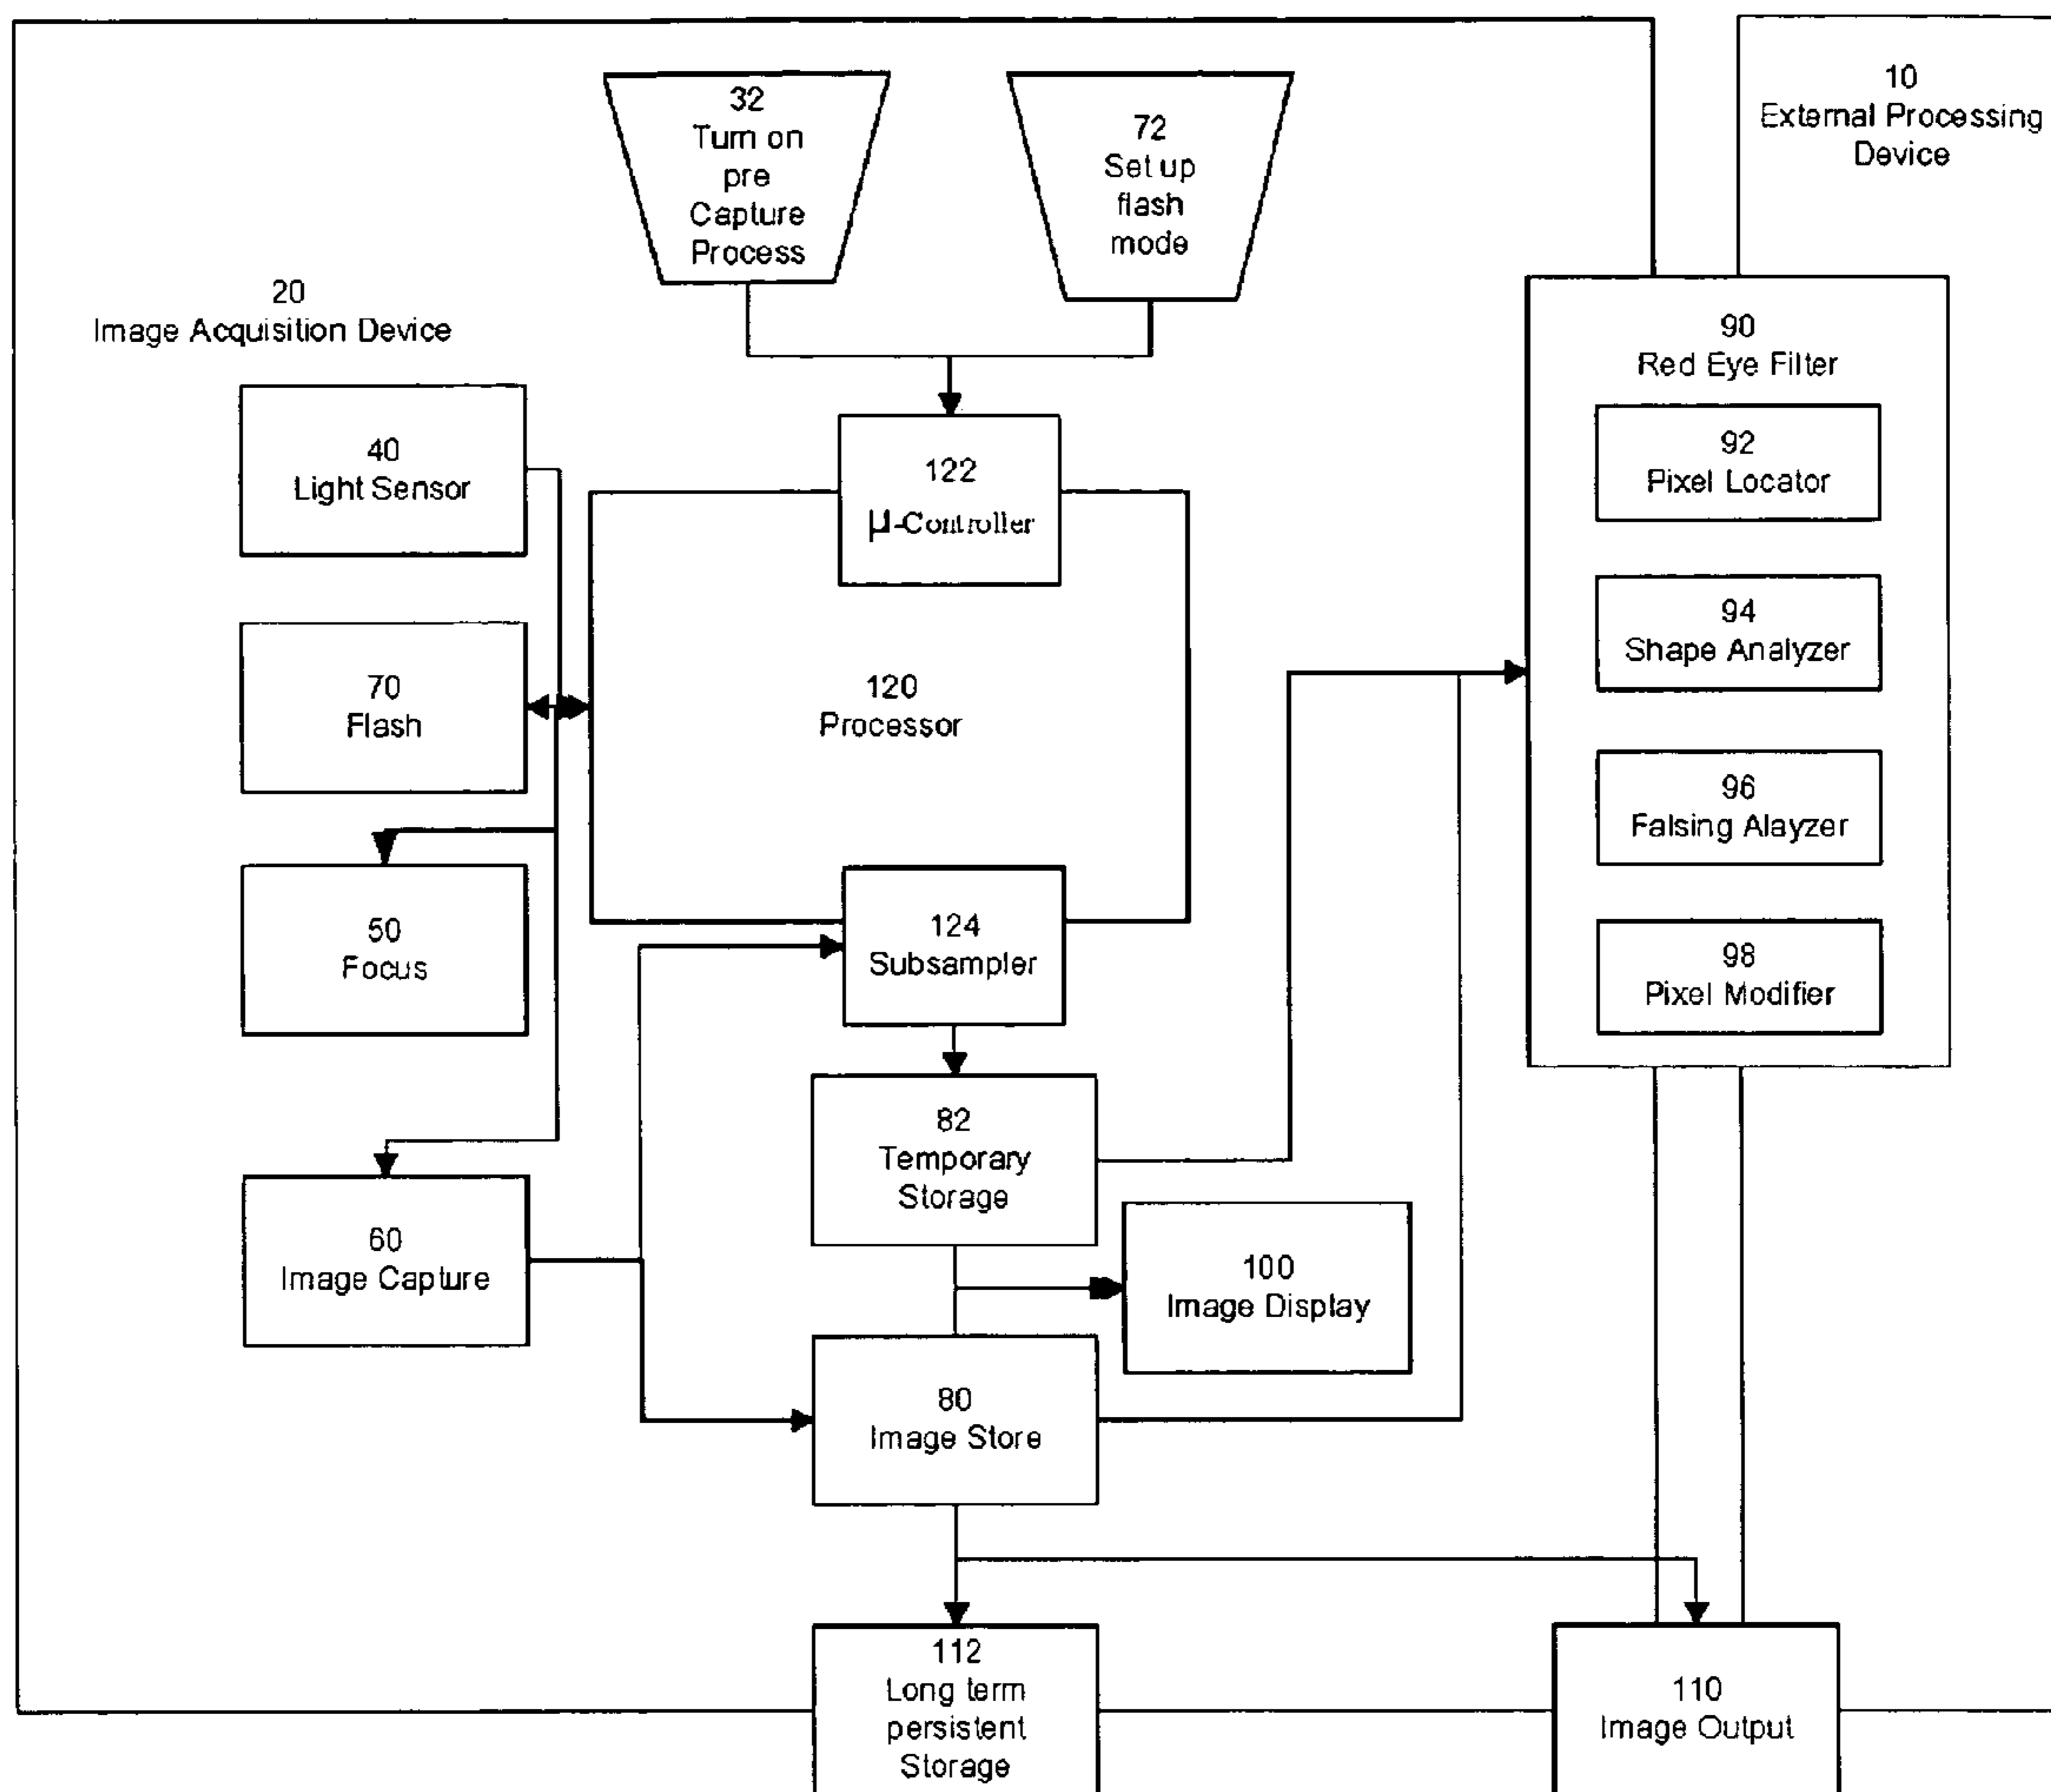 10
External Processing
Device
32
Turn on
pre
Capture
Process
72
Set up
flash
mode
20
Image Acquisition Device
90
Red Eye Filter
40
Light Sensor
122
µ-Controller
92
Pixel Locator
94
Shape Analyzer
70
Flash
120
Processor
96
Falsing Alayzer
50
Focus
124
Subsampler
98
Pixel Modifier
82
Temporary
Storage
60
Image Capture
100
Image Display
80
Image Store
112
Long term
persistent
Storage
110
Image Output